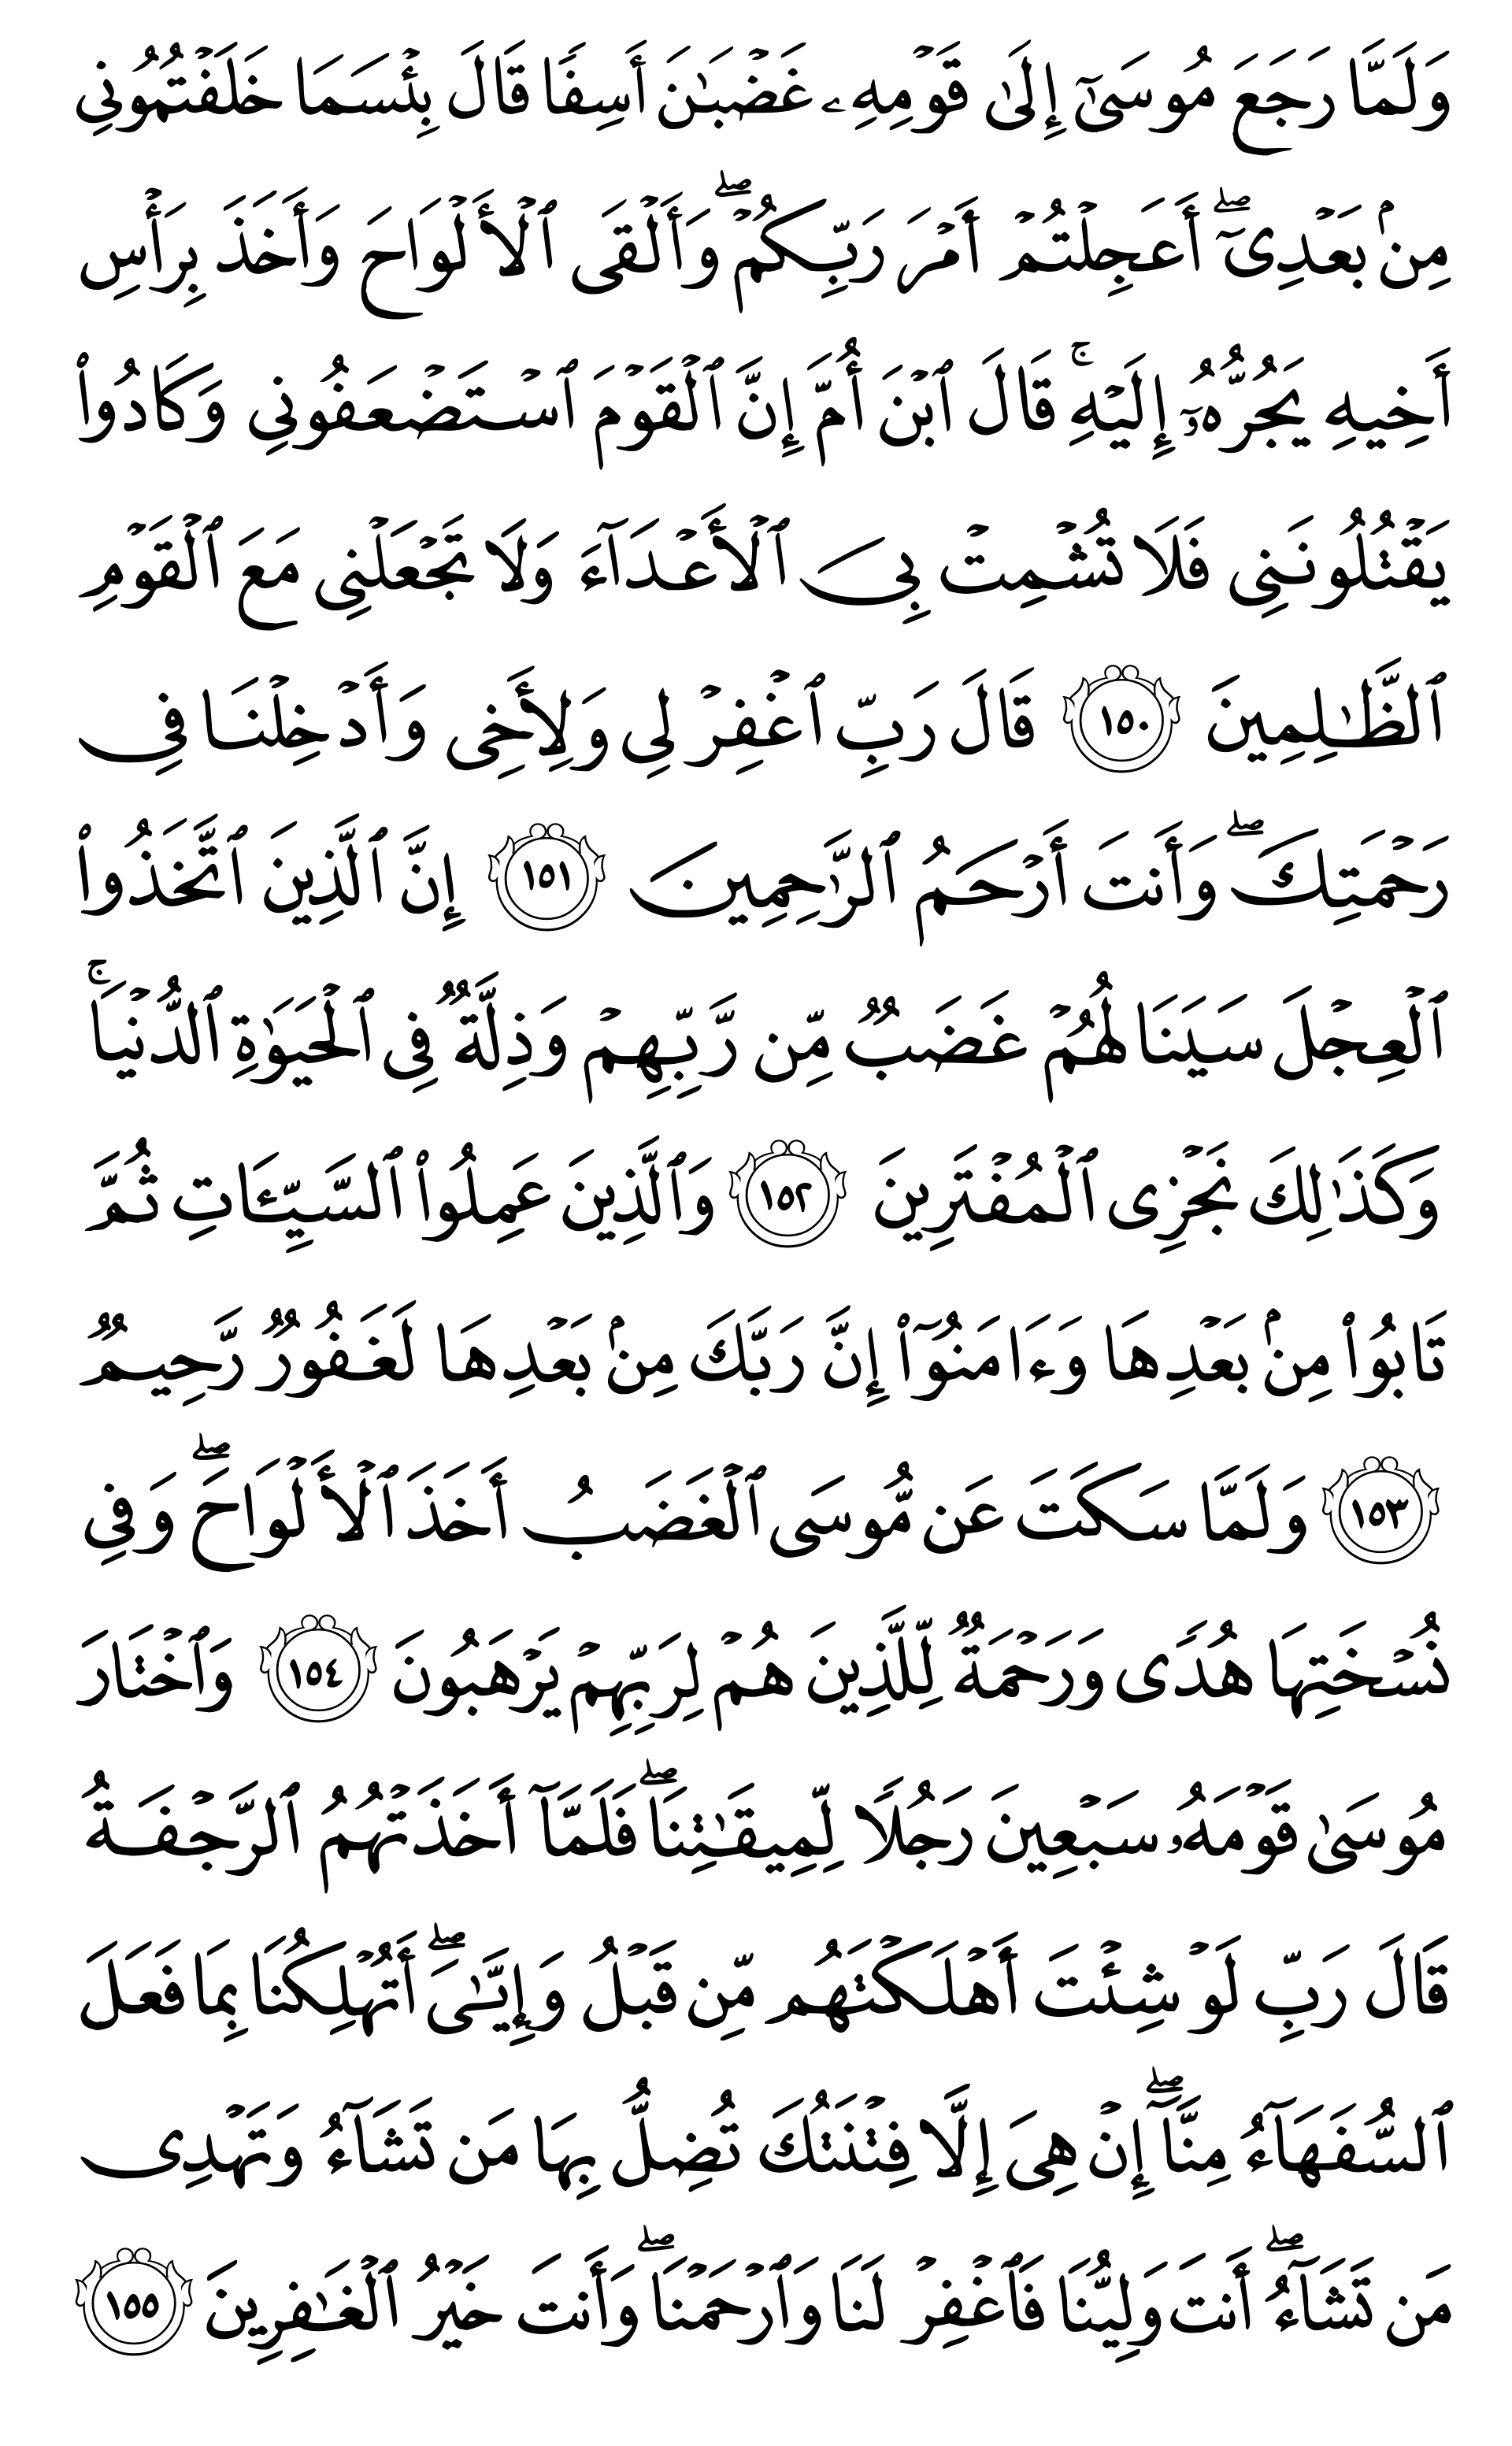 وَلَمَّا رَجَعَ مُوسَىٰٓ إِلَىٰ قَوْمِهِۦ غَضْبَـٰنَ أَسِفًا قَالَ بِئْسَمَا خَلَفْتُمُونِي
مِنۢ بَعْدِىٓ ۖ أَعَجِلْتُمْ أَمْرَ رَبِّكُمْ ۖ وَأَلْقَى ٱلْأَلْوَاحَ وَأَخَذَ بِرَأْسِ
أَخِيهِ يَجُرُّهُۥٓ إِلَيْهِ ۚ قَالَ ٱبْنَ أُمَّ إِنَّ ٱلْقَوْمَ ٱسْتَضْعَفُونِي وَكَادُوا۟
يَقْتُلُونَنِى فَلَا تُشْمِتْ بِىَ ٱلْأَعْدَآءَ وَلَا تَجْعَلْنِى مَعَ ٱلْقَوْمِ
ٱلظَّـٰلِمِينَ ١٥٠ قَالَ رَبِّ ٱغْفِرْ لِى وَلِأَخِى وَأَدْخِلْنَا فِى
رَحْمَتِكَ ۖ وَأَنتَ أَرْحَمُ ٱلرَّٰحِمِينَ ١٥١ إِنَّ ٱلَّذِينَ ٱتَّخَذُوا۟
ٱلْعِجْلَ سَيَنَالُهُمْ غَضَبٌ مِّن رَّبِّهِمْ وَذِلَّةٌ فِى ٱلْحَيَوٰةِ ٱلدُّنْيَا ۚ
وَكَذَٰلِكَ نَجْزِى ٱلْمُفْتَرِينَ ١٥٢ وَٱلَّذِينَ عَمِلُوا۟ ٱلسَّيِّـَٔاتِ ثُمَّ
تَابُوا۟ مِنۢ بَعْدِهَا وَءَامَنُوٓا۟ إِنَّ رَبَّكَ مِنۢ بَعْدِهَا لَغَفُورٌ رَّحِيمٌ
١٥٣ وَلَمَّا سَكَتَ عَن مُّوسَى ٱلْغَضَبُ أَخَذَ ٱلْأَلْوَاحَ ۖ وَفِى
نُسْخَتِهَا هُدًى وَرَحْمَةٌ لِّلَّذِينَ هُمْ لِرَبِّهِمْ يَرْهَبُونَ ١٥٤ وَٱخْتَارَ
مُوسَىٰ قَوْمَهُۥ سَبْعِينَ رَجُلًا لِّمِيقَـٰتِنَا ۖ فَلَمَّآ أَخَذَتْهُمُ ٱلرَّجْفَةُ
قَالَ رَبِّ لَوْ شِئْتَ أَهْلَكْتَهُم مِّن قَبْلُ وَإِيَّـٰىَ ۖ أَتُهْلِكُنَا بِمَا فَعَلَ
ٱلسُّفَهَآءُ مِنَّآ ۖ إِنْ هِىَ إِلَّا فِتْنَتُكَ تُضِلُّ بِهَا مَن تَشَآءُ وَتَهْدِى
مَن تَشَآءُ ۖ أَنتَ وَلِيُّنَا فَٱغْفِرْ لَنَا وَٱرْحَمْنَا ۖ وَأَنتَ خَيْرُ ٱلْغَـٰفِرِينَ ١٥٥